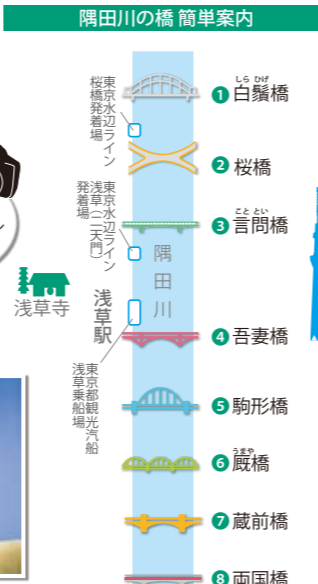 隅田川の橋 簡単案内
東京水辺ライン
桜橋発着場
東京水辺ライン
浅草(二天門)
発着場
隅田川
浅草寺
浅草駅
東京都観光汽船
浅草乗船場
しら ひげ
1 白鬚橋
2 桜橋
こと とい
3 言問橋
4 吾妻橋
5 駒形橋
うまや
6 厩橋
7 蔵前橋
8 両国橋